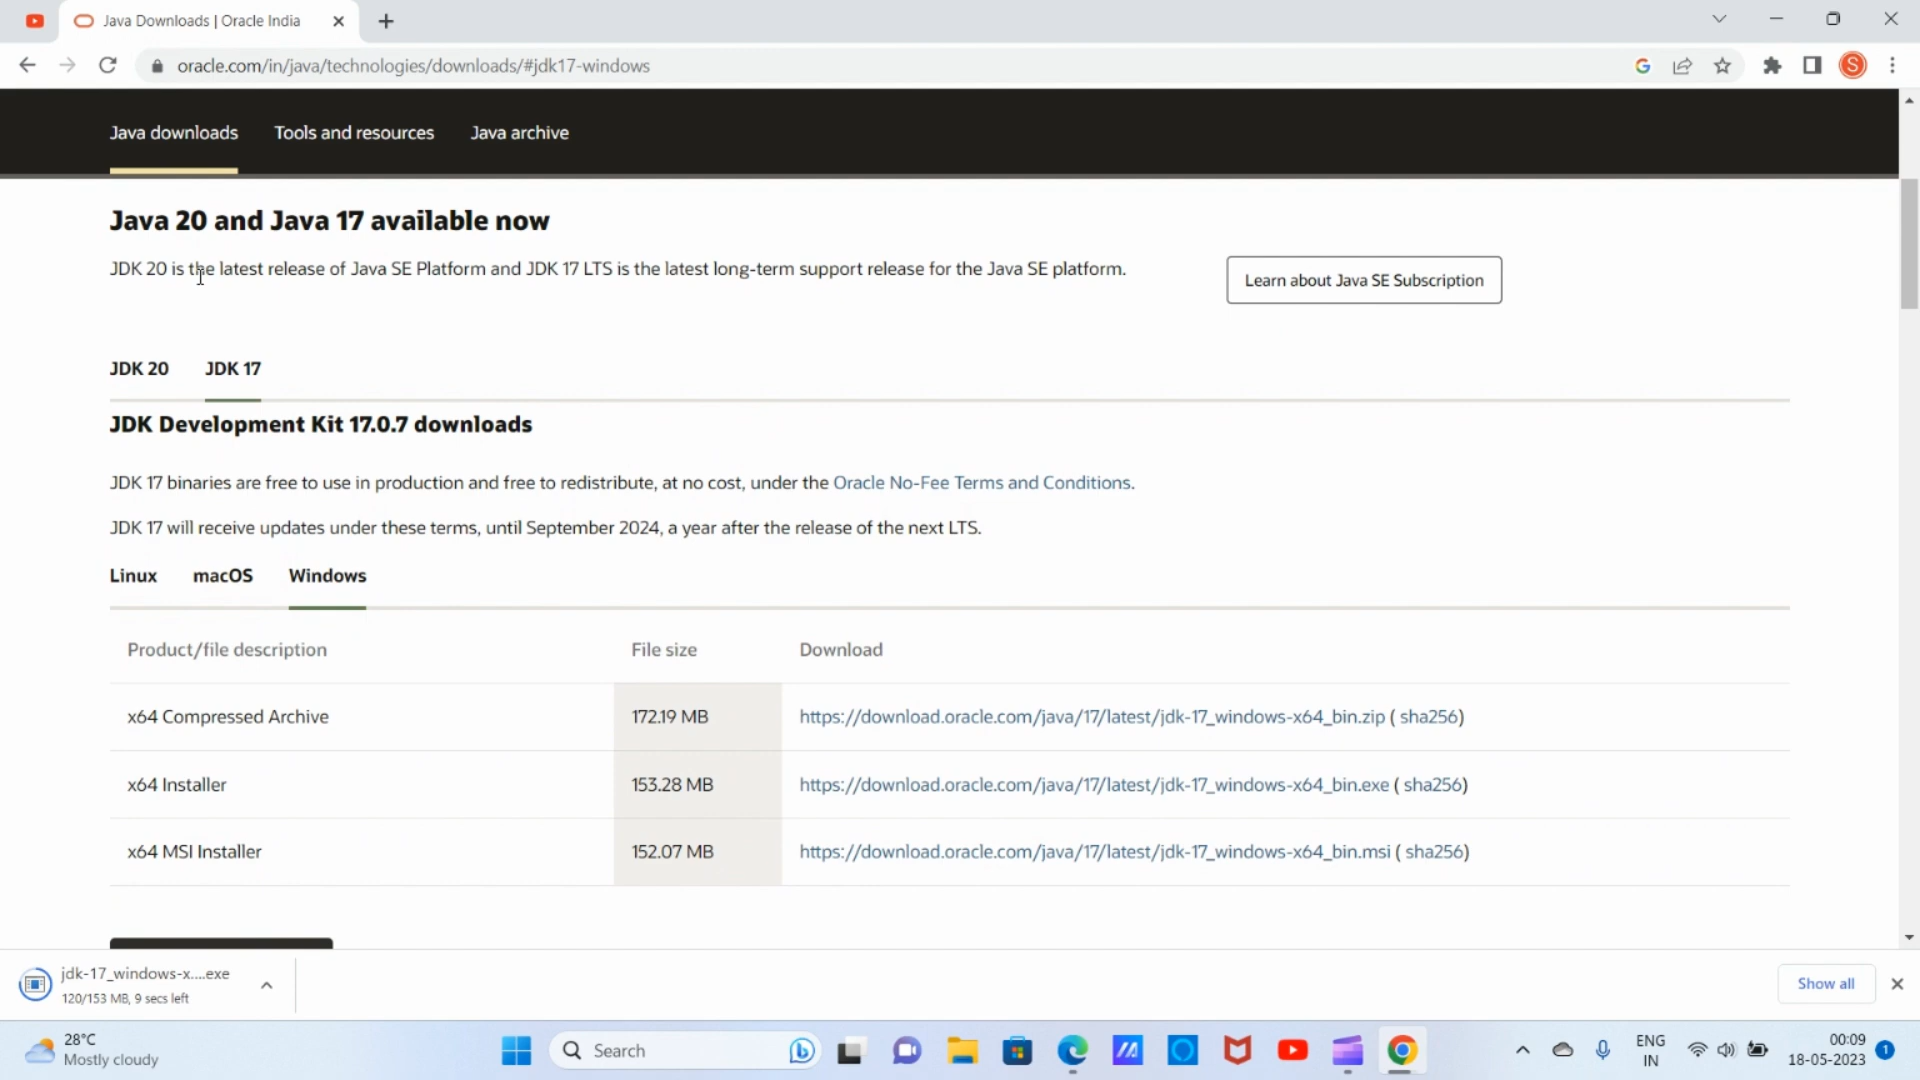 Java Downloads | Oracle India
oracle.com/in/java/technologies/downloads/#jdk17-windows
S
Java downloads Tools and resources Java archive
Java 20 and Java 17 available now
JDK 20 is the latest release of Java SE Platform and JDK 17 LTS is the latest long-term support release for the Java SE platform.
Learn about Java SE Subscription
JDK 20 JDK 17
JDK Development Kit 17.0.7 downloads
JDK 17 binaries are free to use in production and free to redistribute, at no cost, under the Oracle No-Fee Terms and Conditions.
JDK 17 will receive updates under these terms, until September 2024, a year after the release of the next LTS.
Linux macOS Windows
Product/file description File size Download
x64 Compressed Archive 172.19 MB https://download.oracle.com/java/17/latest/jdk-17_windows-x64_bin.zip ( sha256)
x64 Installer 153.28 MB https://download.oracle.com/java/17/latest/jdk-17_windows-x64_bin.exe ( sha256)
x64 MSI Installer 152.07 MB https://download.oracle.com/java/17/latest/jdk-17_windows-x64_bin.msi ( sha256)
jdk-17_windows-x....exe
120/153 MB, 9 secs left
Show all
28°C
Mostly cloudy
Search
ENG
IN
00:09
18-05-2023
1